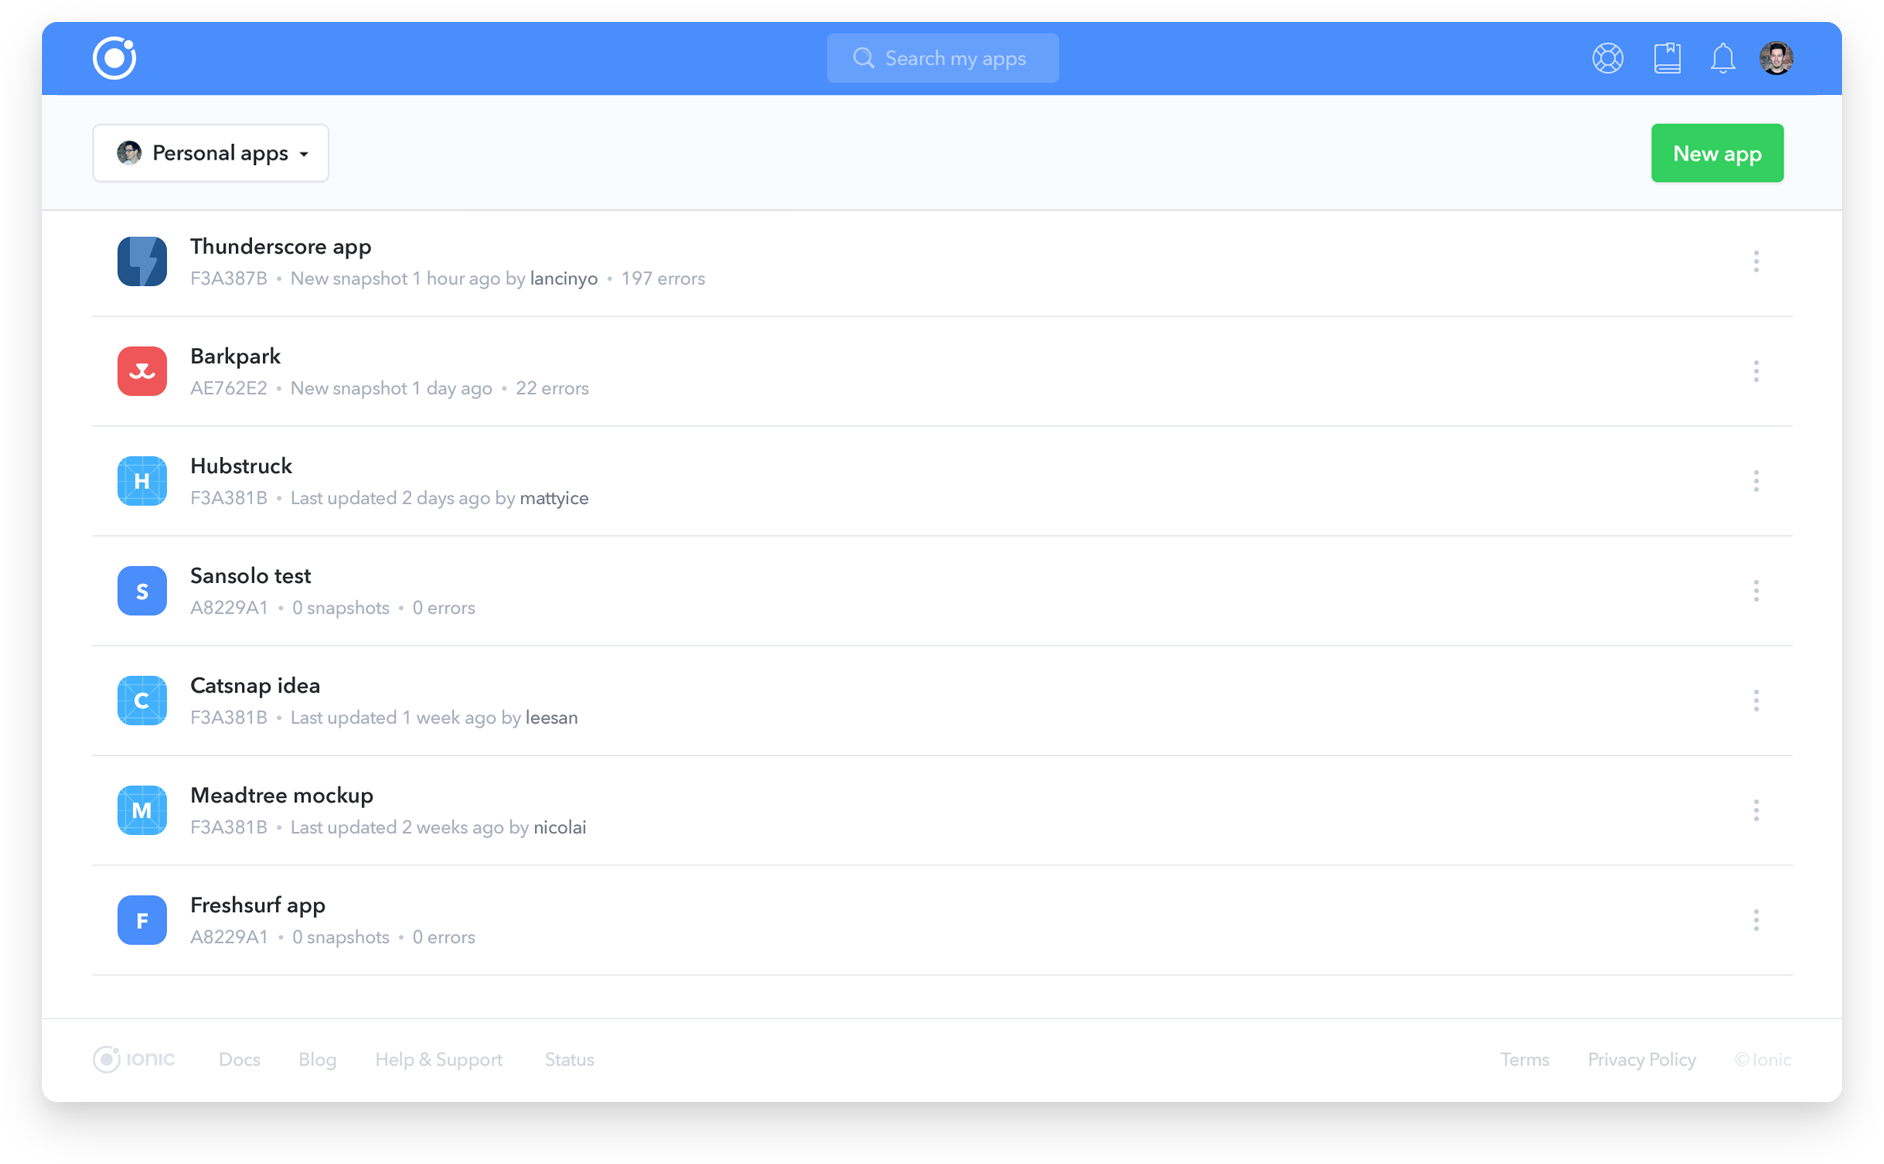 Search my apps
Personal apps
New app
Thunderscore app
F3A387B • New snapshot 1 hour ago by lancinyo • 197 errors
Barkpark
AE762E2 • New snapshot 1 day ago • 22 errors
H
Hubstruck
F3A381B • Last updated 2 days ago by mattyice
S
Sansolo test
A8229A1 • 0 snapshots • 0 errors
C
Catsnap idea
F3A381B • Last updated 1 week ago by leesan
M
Meadtree mockup
F3A381B • Last updated 2 weeks ago by nicolai
F
Freshsurf app
A8229A1 • 0 snapshots • 0 errors
IONIC Docs Blog Help & Support Status Terms Privacy Policy © Ionic